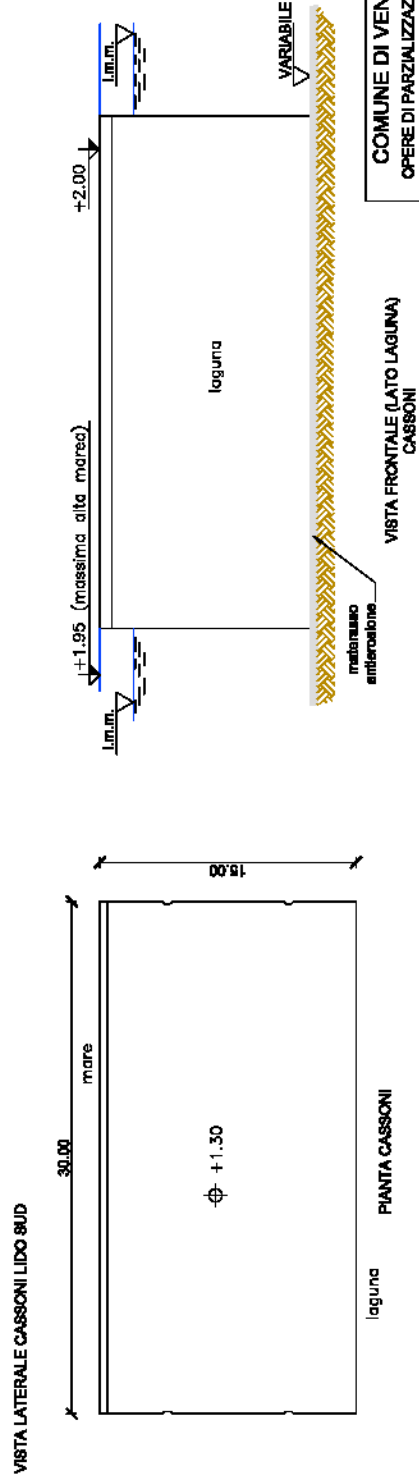 VISTA LATERALE CASSONI LIDO SUD
30.00
mare
15.00
+1.30
laguna
PIANTA CASSONI
+1.95 (massima alta marea)
+2.00
l.m.m.
l.m.m.
laguna
VARIABILE
antierosione
VISTA FRONTALE (LATO LAGUNA)
CASSONI
COMUNE DI VEN
OPERE DI PARZIALIZZAZ